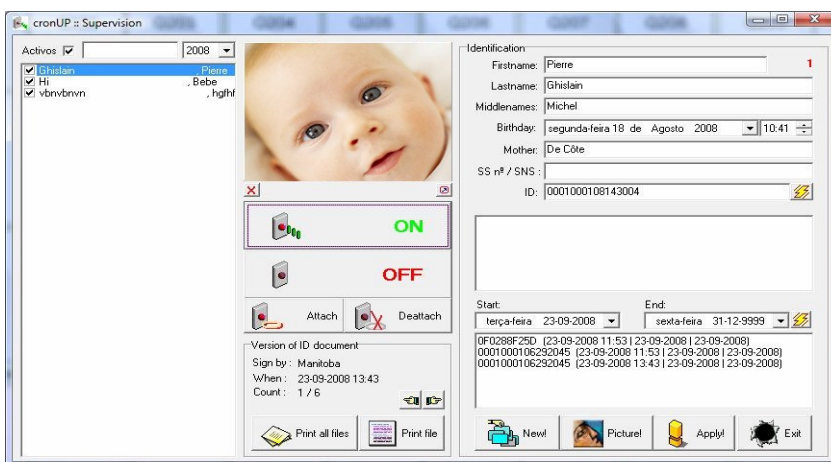 cronUP :: Supervision
Activos
2008
Ghislain , Pierre
Hi , Bebe
vbnvbnvn , hgfhf
ON
OFF
Attach
Deattach
Version of ID document
Sign by : Manitoba
When : 23-09-2008 13:43
Count : 1 / 6
Print all files
Print file
Identification
Firstname: Pierre
1
Lastname: Ghislain
Middlenames: Michel
Birthday: segunda-feira 18 de Agosto 2008 10:41
Mother: De Côte
SS nº / SNS :
ID: 0001000108143004
Start: End:
terça-feira 23-09-2008 sexta-feira 31-12-9999
0F0288F25D (23-09-2008 11:53 | 23-09-2008 | 23-09-2008)
0001000106292045 (23-09-2008 11:53 | 23-09-2008 | 23-09-2008)
0001000106292045 (23-09-2008 13:43 | 23-09-2008 | 23-09-2008)
New!
Picture!
Apply!
Exit